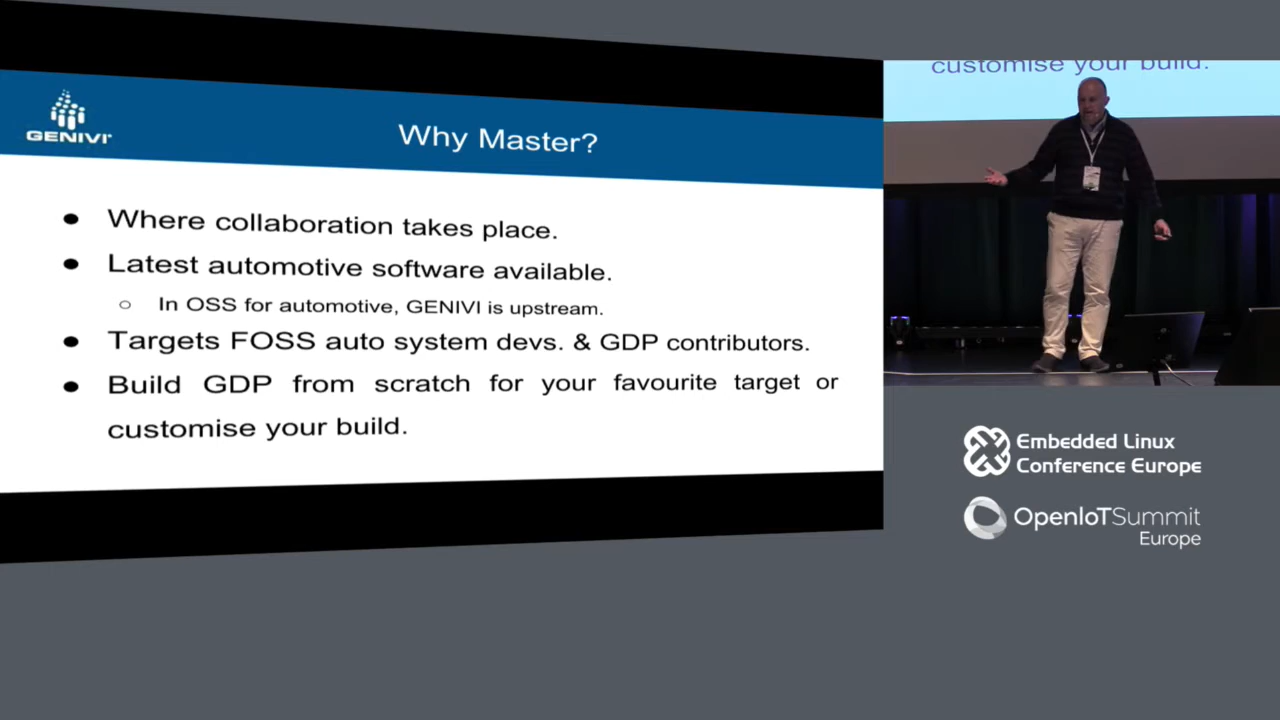 GENIVI
Why Master?
● Where collaboration takes place.
● Latest automotive software available.
○ In OSS for automotive, GENIVI is upstream.
● Targets FOSS auto system devs. & GDP contributors.
● Build GDP from scratch for your favourite target or
customise your build.
customise your build.
Embedded Linux
Conference Europe
OpenIoTSummit
Europe